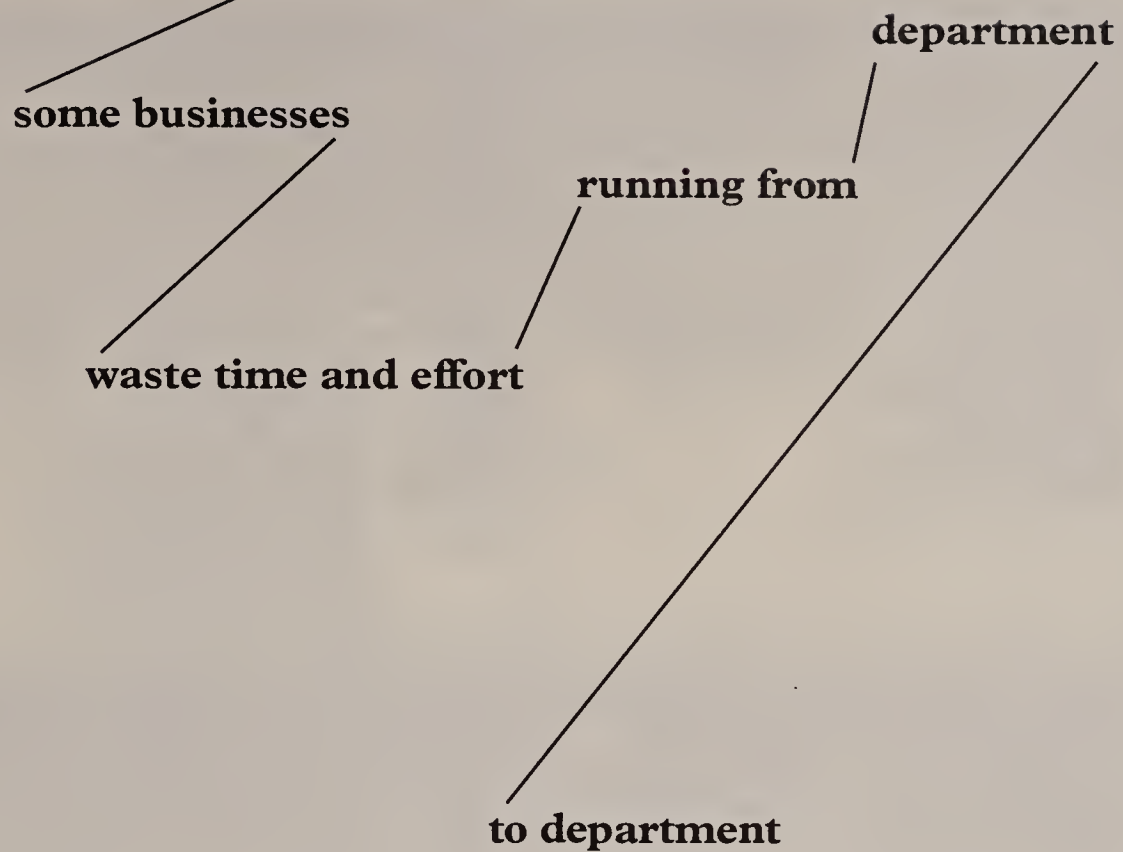 some businesses
waste time and effort
running from
department
to department